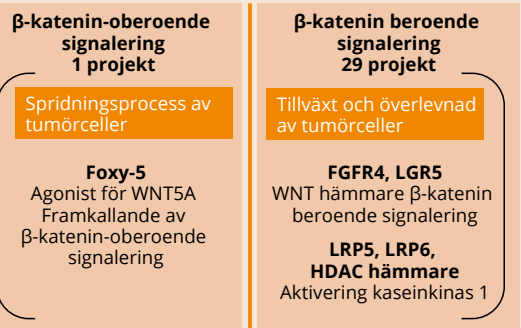 β-katenin-oberoende
signalering
1 projekt
Spridningsprocess av
tumörceller
Foxy-5
Agonist för WNT5A
Framkallande av
β-katenin-oberoende
signalering
β-katenin beroende
signalering
29 projekt
Tillväxt och överlevnad
av tumörceller
FGFR4, LGR5
WNT hämmare β-katenin
beroende signalering
LRP5, LRP6,
HDAC hämmare
Aktivering kaseinkinas 1